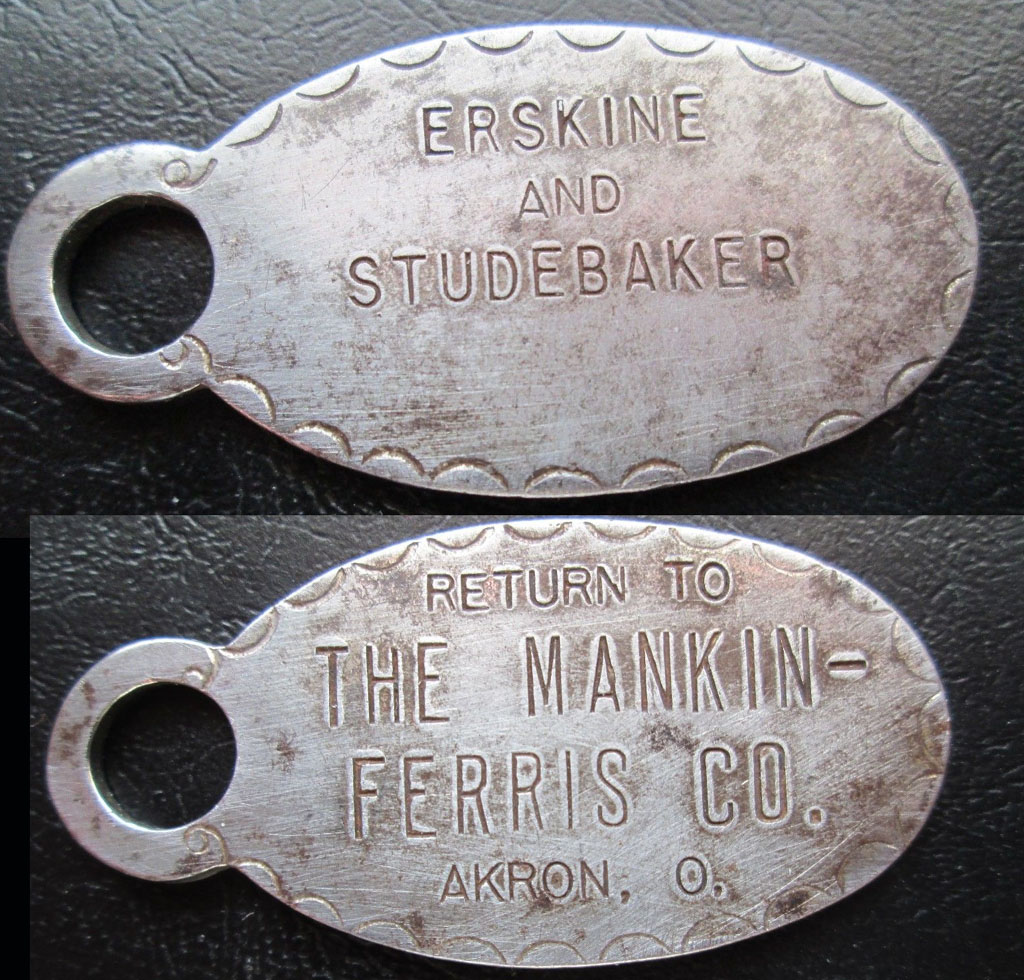 ERSKINE
AND
STUDEBAKER
RETURN TO
THE MANKIN-
FERRIS CO.
AKRON, O.